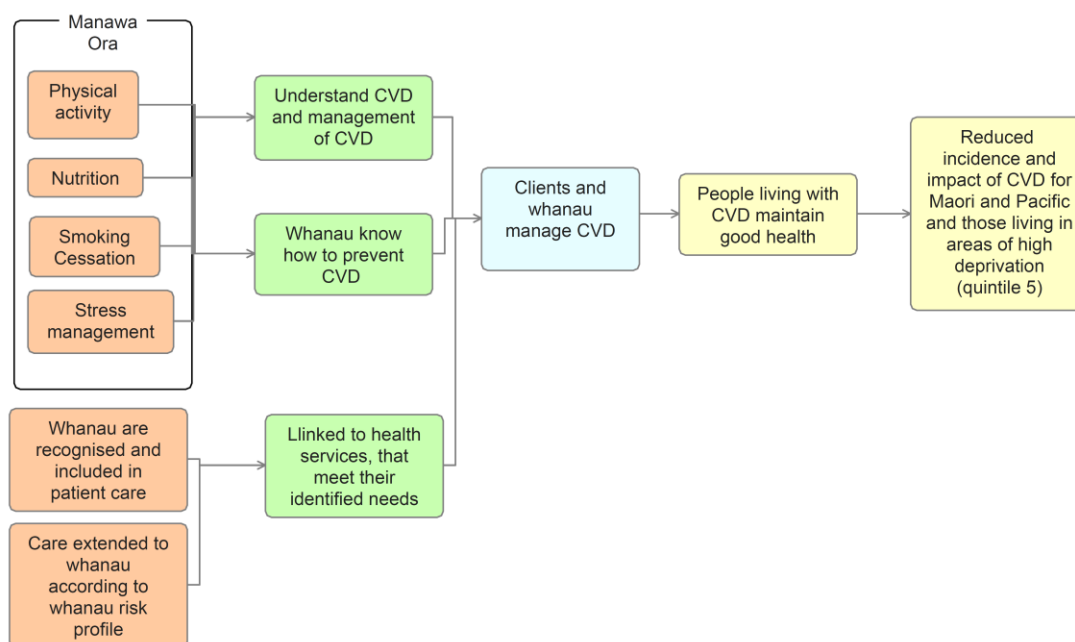 Manawa
Ora
Physical
activity
Nutrition
Smoking
Cessation
Stress
management
Whanau are
recognised and
included in
patient care
Care extended to
whanau
according to
whanau risk
profile
Understand CVD
and management
of CVD
Whanau know
how to prevent
CVD
Llinked to health
services, that
meet their
identified needs
Clients and
whanau
manage CVD
People living with
CVD maintain
good health
Reduced
incidence and
impact of CVD for
Maori and Pacific
and those living in
areas of high
deprivation
(quintile 5)